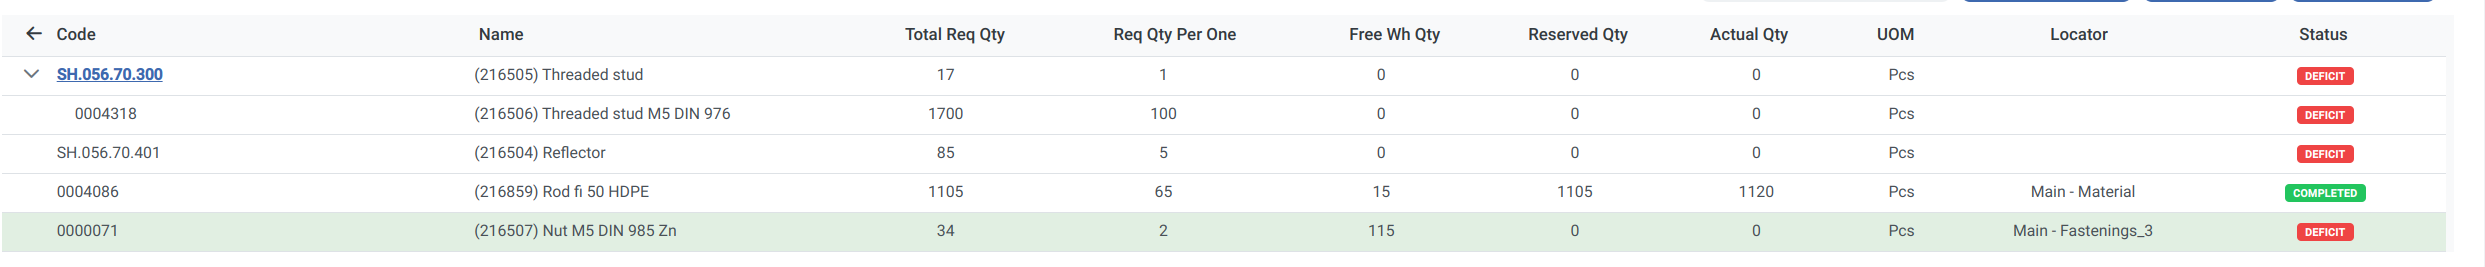 Code Name Total Req Qty Req Qty Per One Free Wh Qty Reserved Qty Actual Qty UOM Locator Status
SH.056.70.300 (216505) Threaded stud 17 1 0 0 0 Pcs DEFICIT
0004318 (216506) Threaded stud M5 DIN 976 1700 100 0 0 0 Pcs DEFICIT
SH.056.70.401 (216504) Reflector 85 5 0 0 0 Pcs DEFICIT
0004086 (216859) Rod fi 50 HDPE 1105 65 15 1105 1120 Pcs Main - Material COMPLETED
0000071 (216507) Nut M5 DIN 985 Zn 34 2 115 0 0 Pcs Main - Fastenings_3 DEFICIT